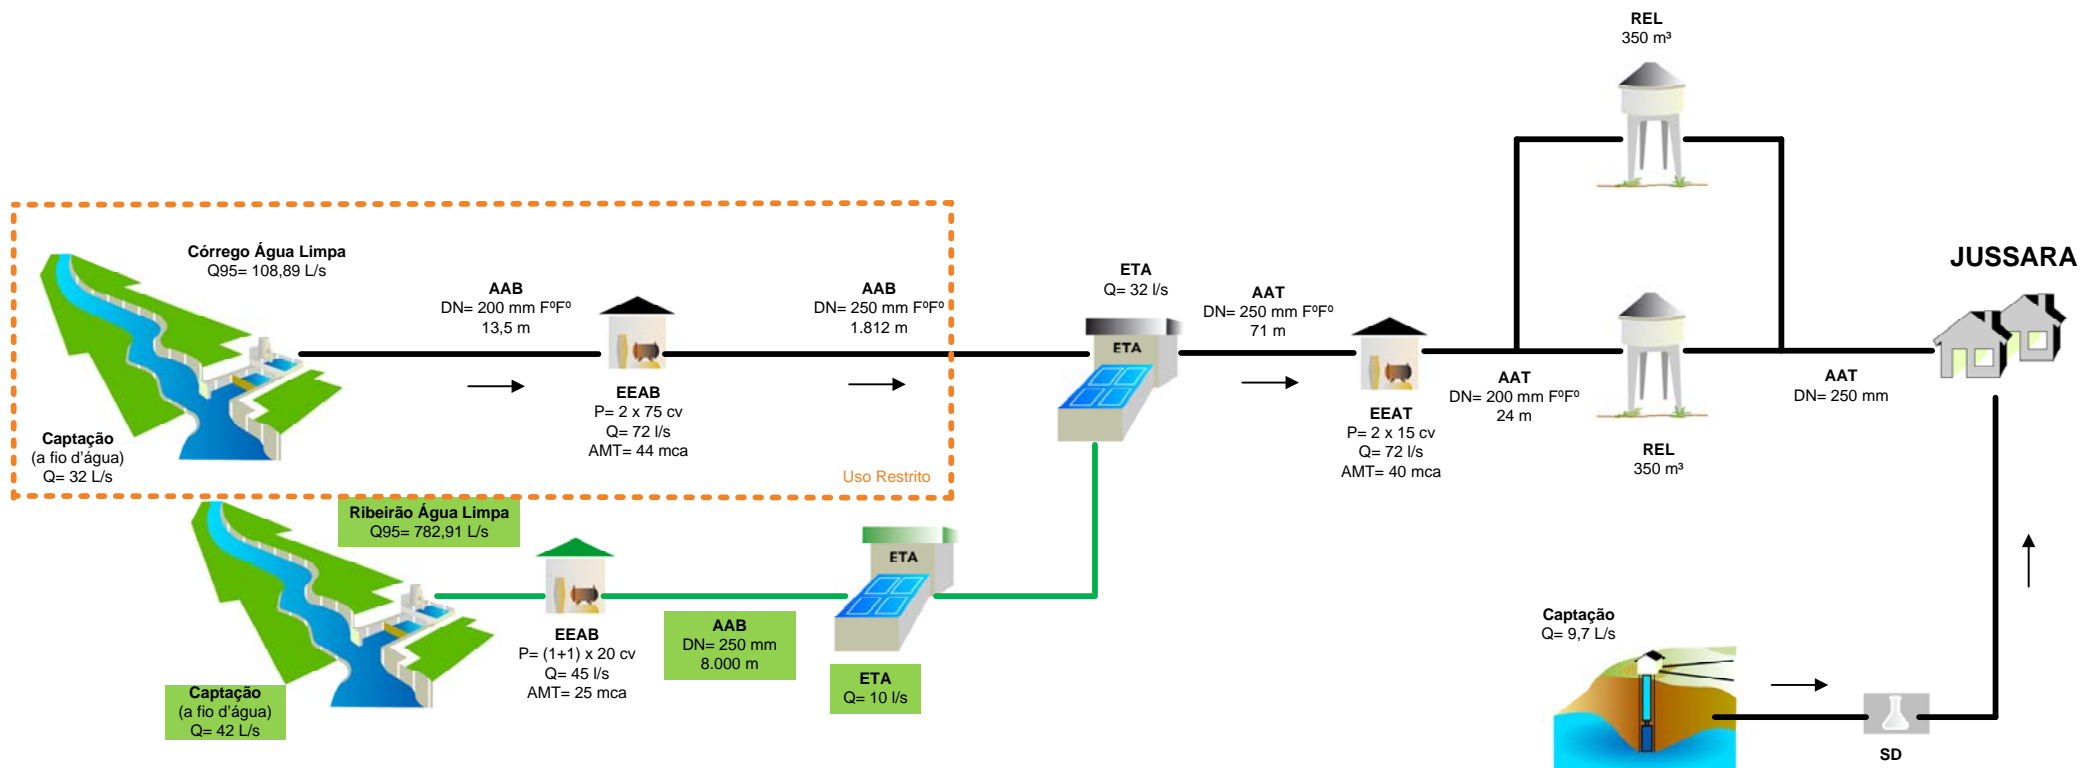 REL
350 m³
Córrego Água Limpa
Q95= 108,89 L/s
AAB
DN= 200 mm FºFº
13,5 m
AAB
DN= 250 mm FºFº
1.812 m
ETA
Q= 32 l/s
ETA
AAT
DN= 250 mm FºFº
71 m
JUSSARA
EEAB
P= 2 x 75 cv
Q= 72 l/s
AMT= 44 mca
EEAT
P= 2 x 15 cv
Q= 72 l/s
AMT= 40 mca
AAT
DN= 200 mm FºFº
24 m
AAT
DN= 250 mm
REL
350 m³
Captação
(a fio d'água)
Q= 32 L/s
Uso Restrito
Ribeirão Água Limpa
Q95= 782,91 L/s
ETA
EEAB
P= (1+1) x 20 cv
Q= 45 l/s
AMT= 25 mca
AAB
DN= 250 mm
8.000 m
ETA
Q= 10 l/s
Captação
(a fio d'água)
Q= 42 L/s
Captação
Q= 9,7 L/s
SD